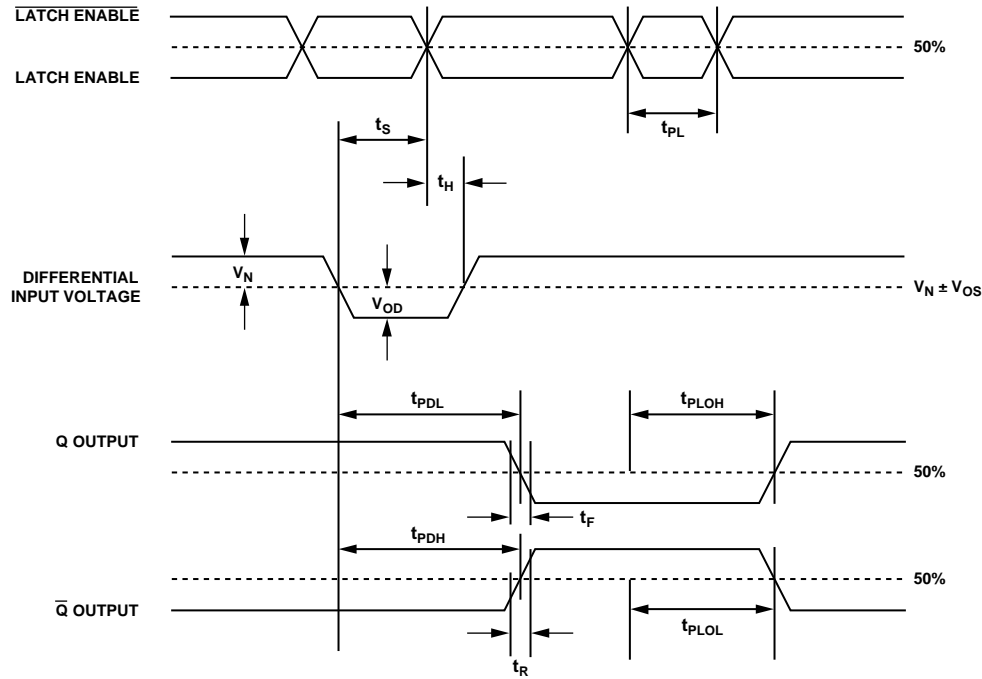 LATCH ENABLE
50%
LATCH ENABLE
tS
tPL
tH
VN
DIFFERENTIAL
INPUT VOLTAGE
VOD
VN ± VOS
tPDL
tPLOH
Q OUTPUT
50%
tF
tPDH
50%
Q OUTPUT
tPLOL
tR